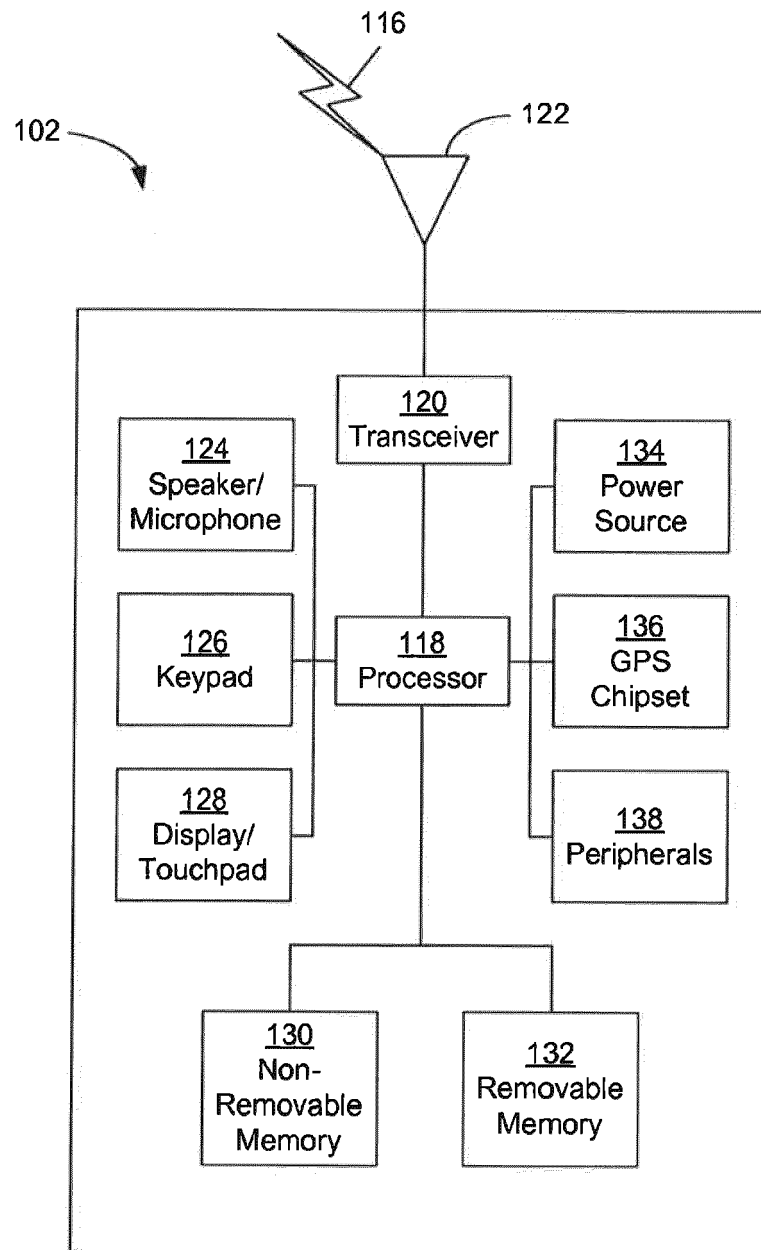 116
122
102
120
Transceiver
124
Speaker/
Microphone
134
Power
Source
126
Keypad
118
Processor
136
GPS
Chipset
128
Display/
Touchpad
138
Peripherals
130
Non-
Removable
Memory
132
Removable
Memory